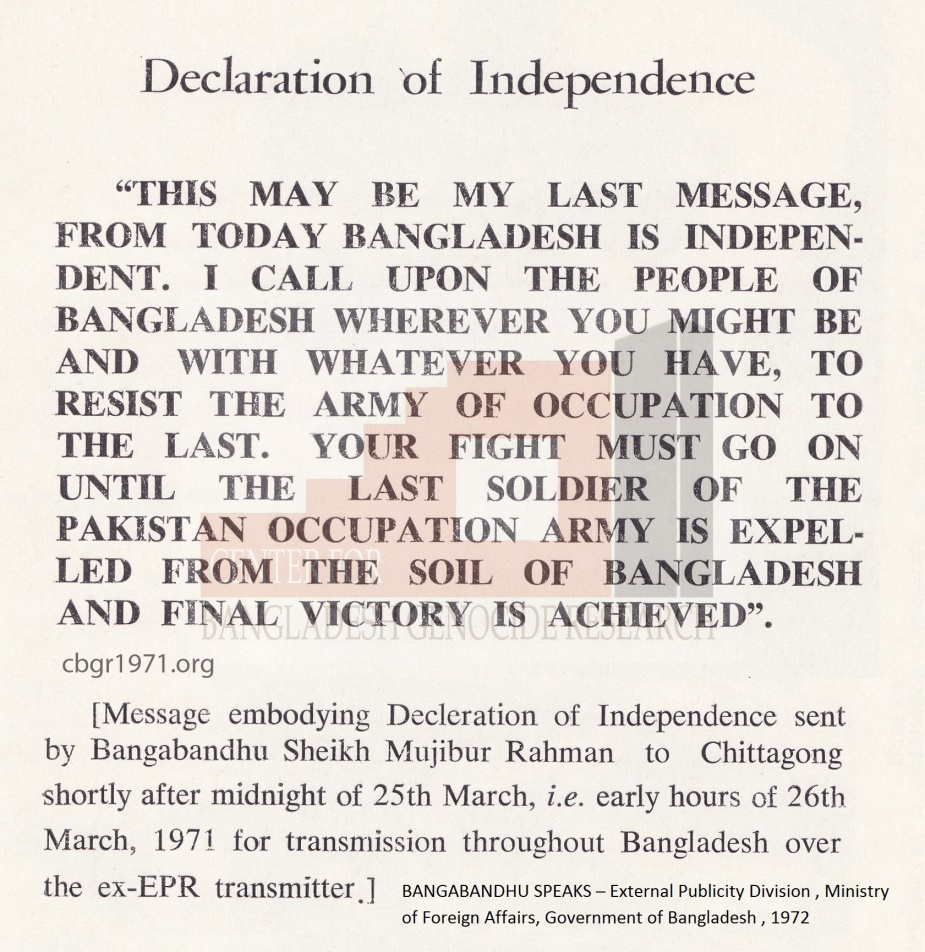 Declaration of Independence
“THIS MAY BE MY LAST MESSAGE,
FROM TODAY BANGLADESH IS INDEPEN-
DENT. I CALL UPON THE PEOPLE OF
BANGLADESH WHEREVER YOU MIGHT BE
AND WITH WHATEVER YOU HAVE, TO
RESIST THE ARMY OF OCCUPATION TO
THE LAST. YOUR FIGHT MUST GO ON
UNTIL THE LAST SOLDIER OF THE
PAKISTAN OCCUPATION ARMY IS EXPEL-
LED FROM THE SOIL OF BANGLADESH
AND FINAL VICTORY IS ACHIEVED”.
CENTER FOR
BANGLADESH GENOCIDE RESEARCH
cbgr1971.org
[Message embodying Decleration of Independence sent
by Bangabandhu Sheikh Mujibur Rahman to Chittagong
shortly after midnight of 25th March, i.e. early hours of 26th
March, 1971 for transmission throughout Bangladesh over
the ex-EPR transmitter.]
BANGABANDHU SPEAKS – External Publicity Division , Ministry
of Foreign Affairs, Government of Bangladesh , 1972